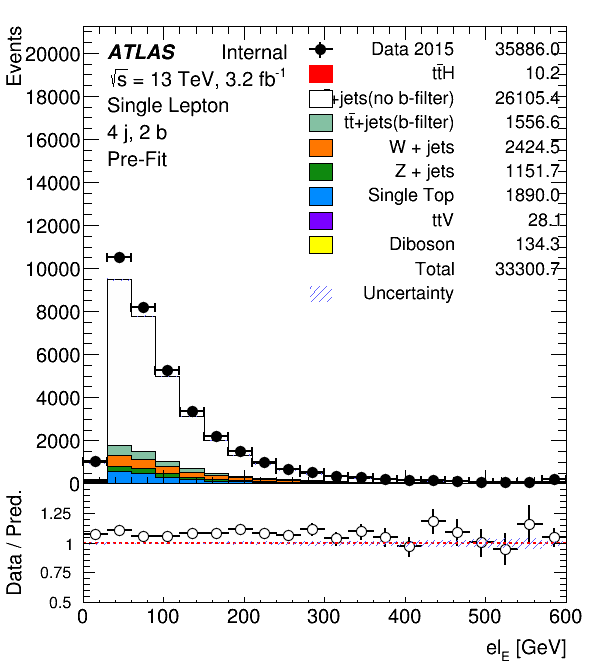 Events
20000
18000
16000
14000
12000
10000
8000
6000
4000
2000
0
ATLAS Internal
√s = 13 TeV, 3.2 fb⁻¹
Single Lepton
4 j, 2 b
Pre-Fit
Data 2015 35886.0
tt̄H 10.2
+jets(no b-filter) 26105.4
tt̄+jets(b-filter) 1556.6
W + jets 2424.5
Z + jets 1151.7
Single Top 1890.0
ttV 28.1
Diboson 134.3
Total 33300.7
Uncertainty
Data / Pred.
1.25
1
0.75
0.5
0 100 200 300 400 500 600
el_E [GeV]